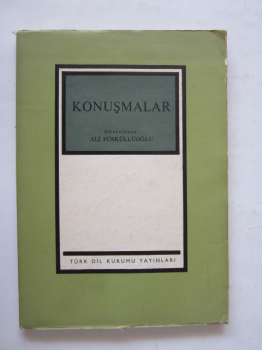 KONUŞMALAR
ALİ PÜSKÜLLÜOĞLU
TÜRK DİL KURUMU YAYINLARI